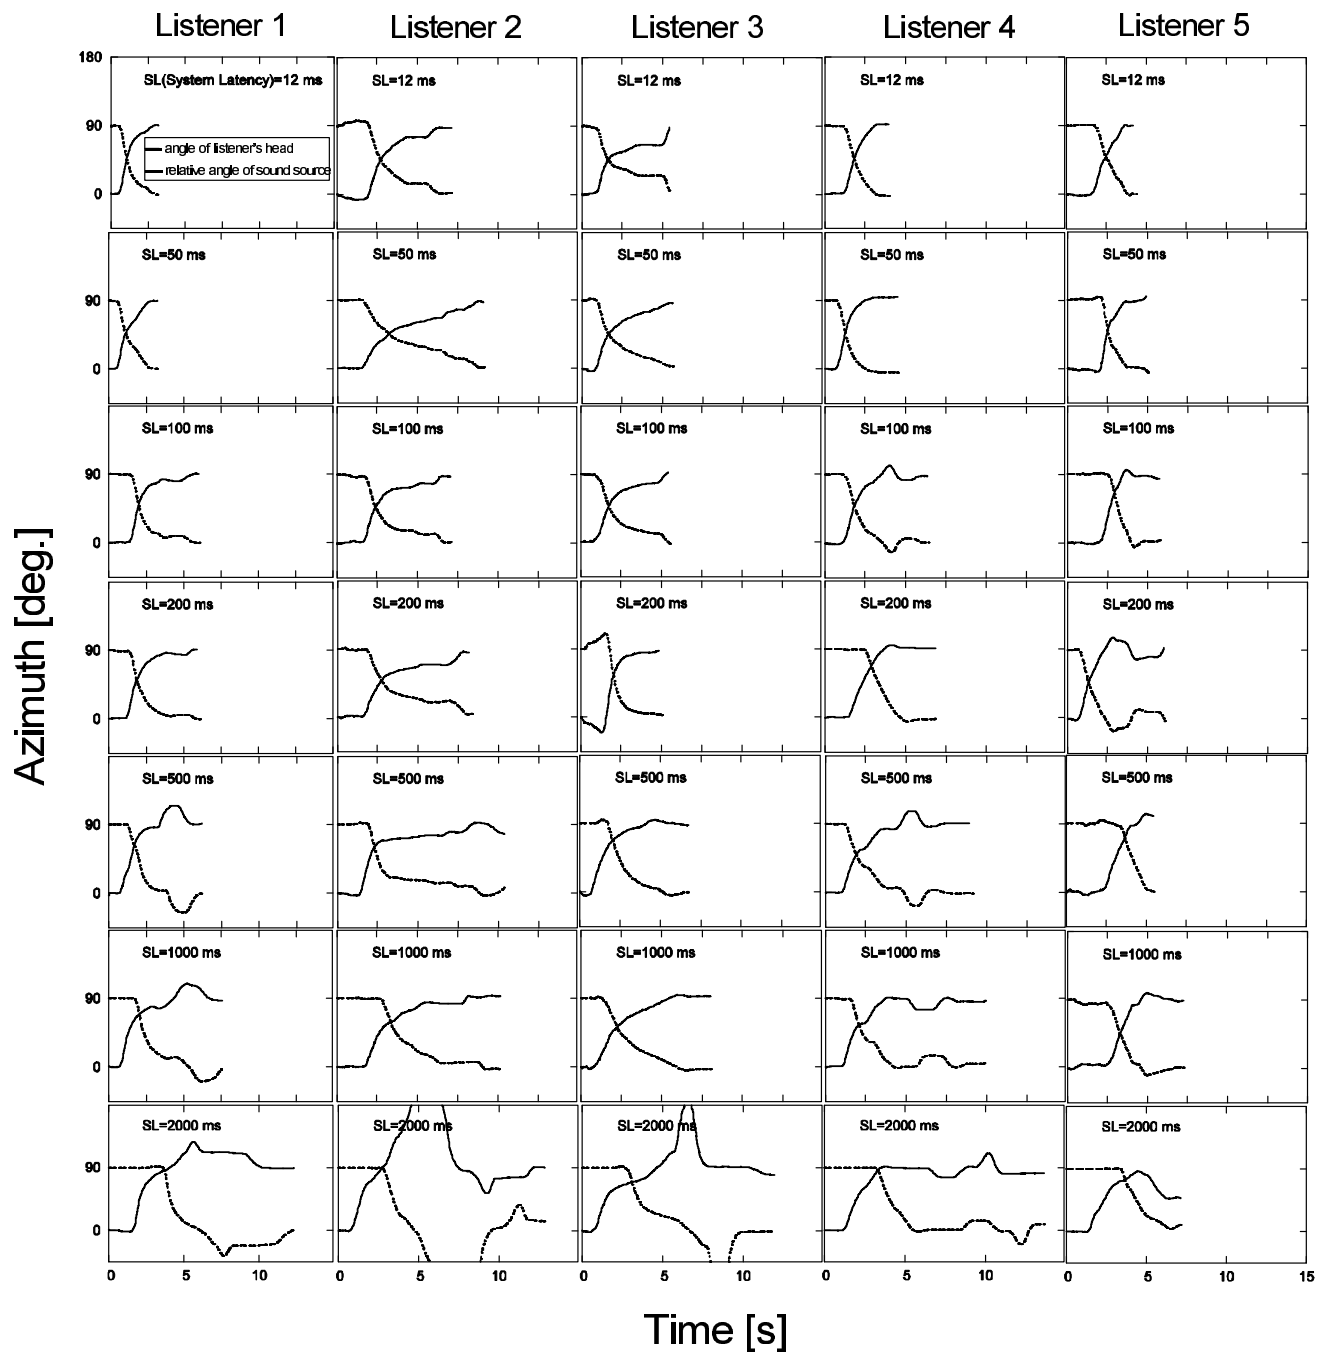 Listener 1 Listener 2 Listener 3 Listener 4 Listener 5
180
SL(System Latency)=12 ms SL=12 ms SL=12 ms SL=12 ms SL=12 ms
90
angle of listener's head
relative angle of sound source
0
SL=50 ms SL=50 ms SL=50 ms SL=50 ms SL=50 ms
90
0
SL=100 ms SL=100 ms SL=100 ms SL=100 ms SL=100 ms
90
0
SL=200 ms SL=200 ms SL=200 ms SL=200 ms SL=200 ms
90
0
SL=500 ms SL=500 ms SL=500 ms SL=500 ms SL=500 ms
90
0
SL=1000 ms SL=1000 ms SL=1000 ms SL=1000 ms SL=1000 ms
90
0
SL=2000 ms SL=2000 ms SL=2000 ms SL=2000 ms SL=2000 ms
90
0
0 5 10 0 5 10 0 5 10 0 5 10 0 5 10 15
Azimuth [deg.]
Time [s]